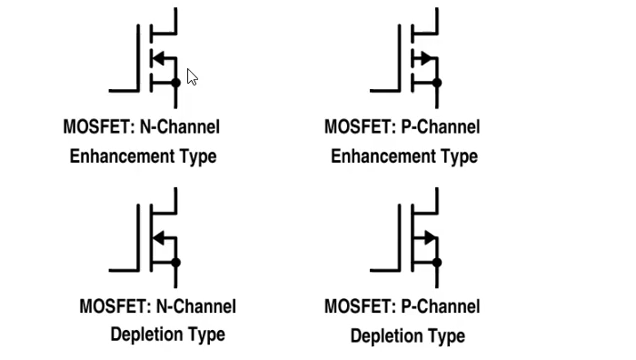 MOSFET: N-Channel
Enhancement Type
MOSFET: P-Channel
Enhancement Type
MOSFET: N-Channel
Depletion Type
MOSFET: P-Channel
Depletion Type